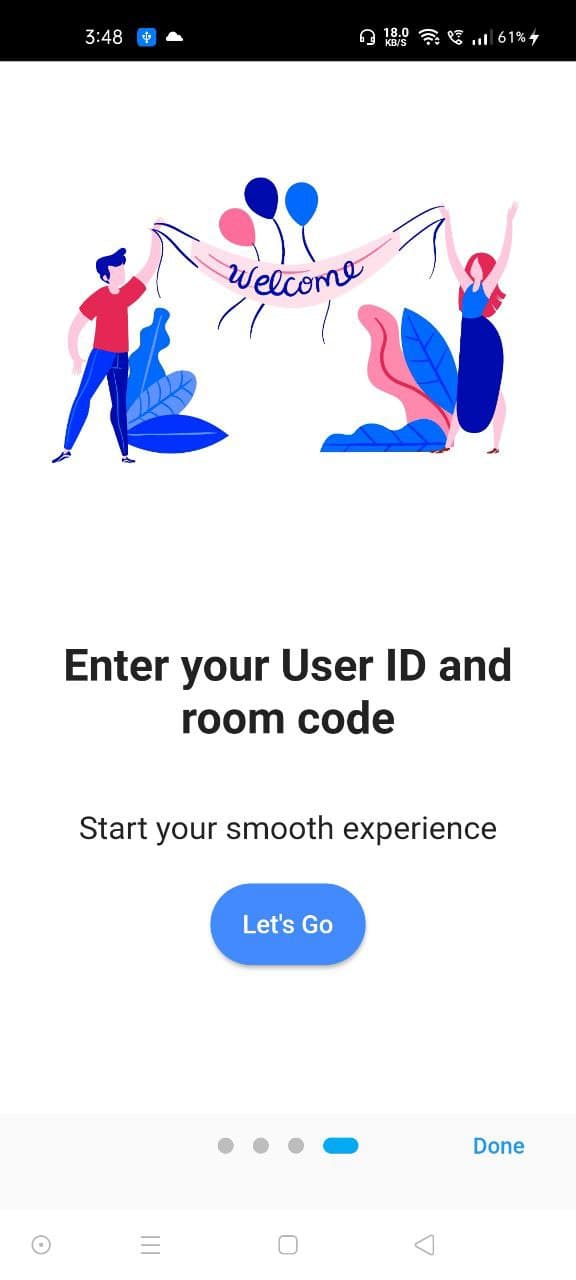 3:48
18.0
KB/S
61%
Welcome
Enter your User ID and
room code
Start your smooth experience
Let's Go
Done